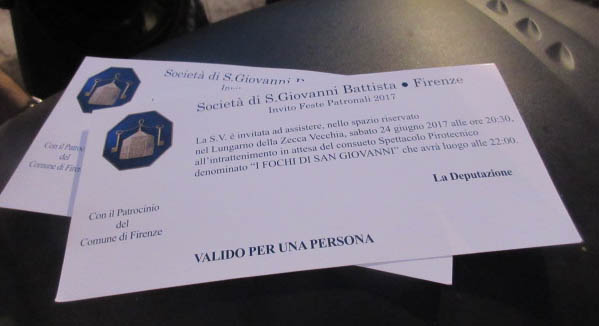 Società di S.Giovanni B
Invito
Con il Patroc
del
Comune di Firen
Società di S.Giovanni Battista • Firenze
Invito Feste Patronali 2017
La S.V. è invitata ad assistere, nello spazio riservato
nel Lungarno della Zecca Vecchia, sabato 24 giugno 2017 alle ore 20:30,
all'intrattenimento in attesa del consueto Spettacolo Pirotecnico
denominato "I FOCHI DI SAN GIOVANNI" che avrà luogo alle 22:00.
La Deputazione
Con il Patrocinio
del
Comune di Firenze
VALIDO PER UNA PERSONA